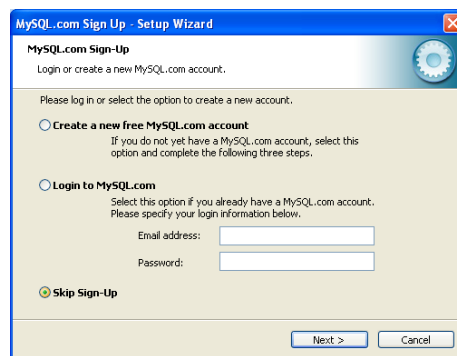 MySQL.com Sign Up - Setup Wizard
MySQL.com Sign-Up
Login or create a new MySQL.com account.
Please log in or select the option to create a new account.
Create a new free MySQL.com account
If you do not yet have a MySQL.com account, select this
option and complete the following three steps.
Login to MySQL.com
Select this option if you already have a MySQL.com account.
Please specify your login information below.
Email address:
Password:
Skip Sign-Up
Next > Cancel